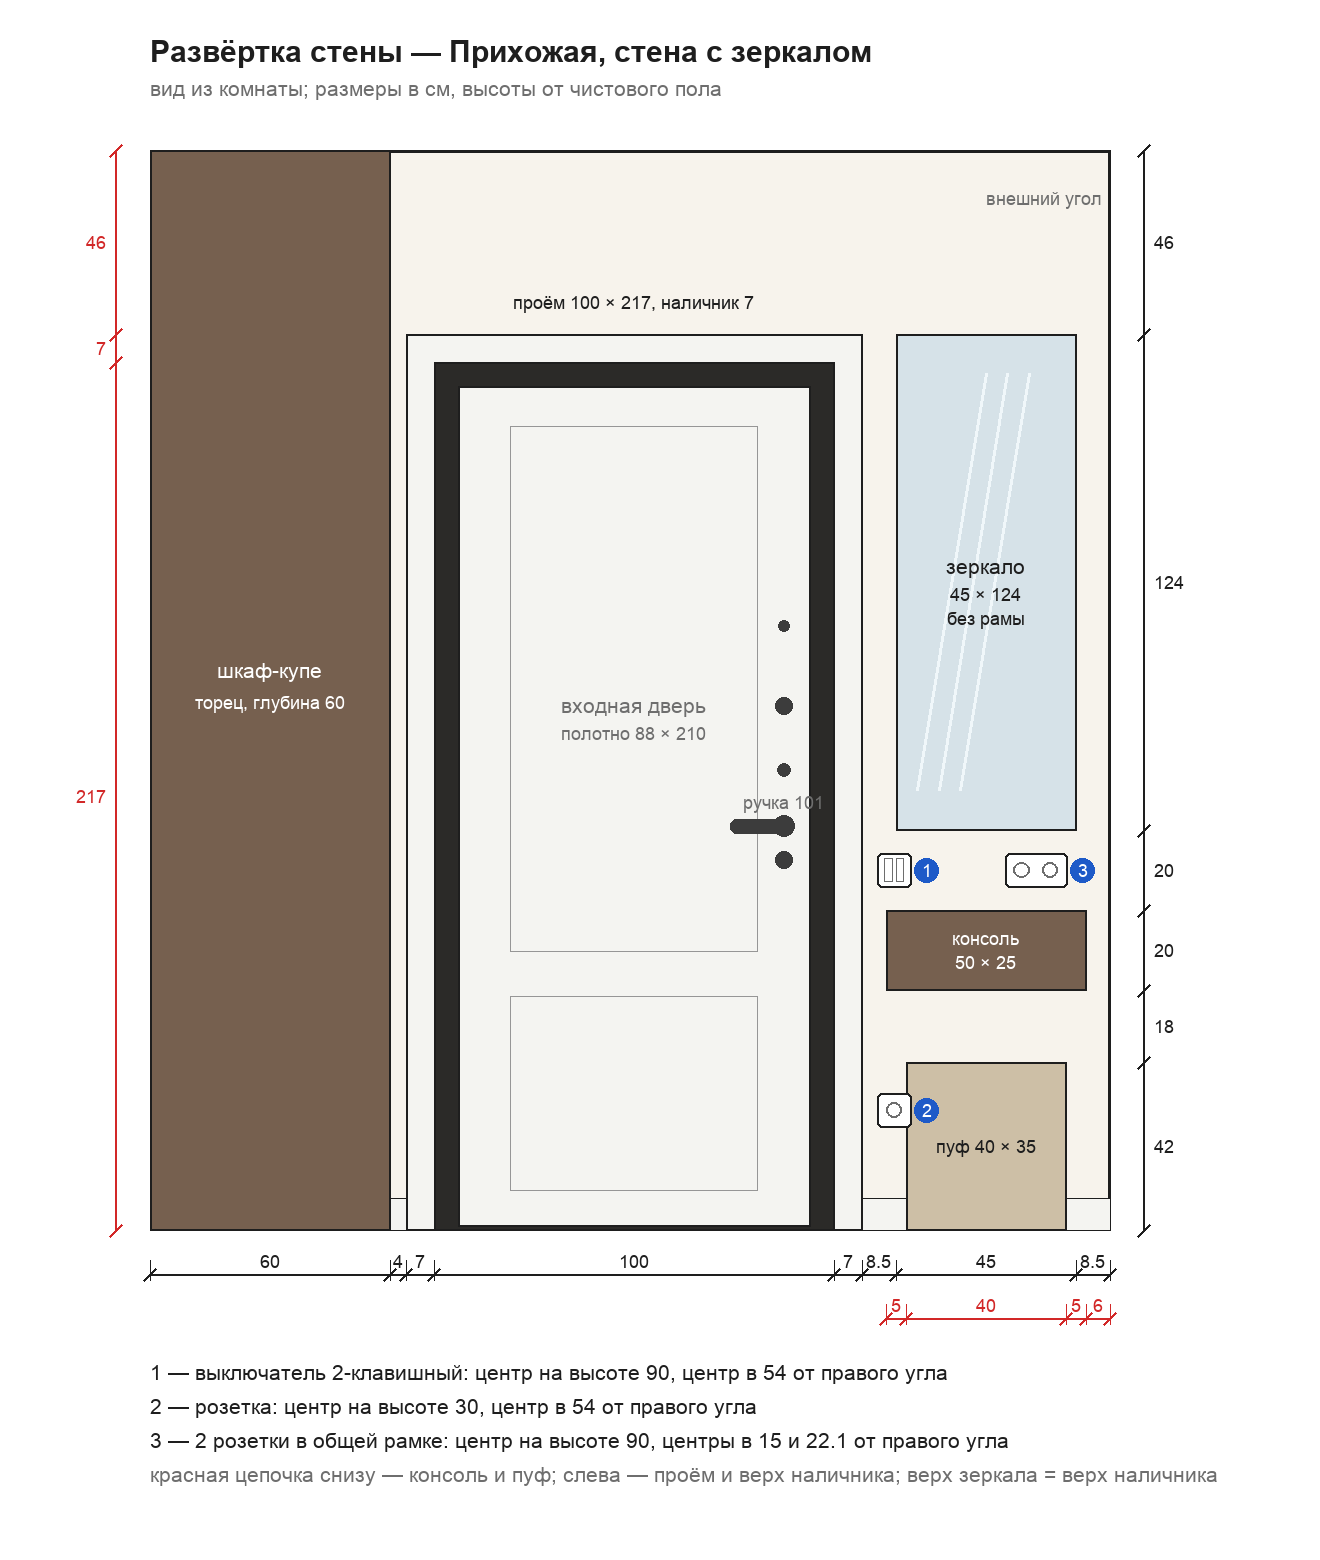 Развёртка стены — Прихожая, стена с зеркалом
вид из комнаты; размеры в см, высоты от чистового пола
внешний угол
46
46
проём 100 × 217, наличник 7
7
зеркало
45 × 124
без рамы
124
шкаф-купе
торец, глубина 60
входная дверь
полотно 88 × 210
217
ручка 101
1
3
20
консоль
50 × 25
20
18
2
пуф 40 × 35
42
60
4
7
100
7
8.5
45
8.5
5
40
5
6
1 — выключатель 2-клавишный: центр на высоте 90, центр в 54 от правого угла
2 — розетка: центр на высоте 30, центр в 54 от правого угла
3 — 2 розетки в общей рамке: центр на высоте 90, центры в 15 и 22.1 от правого угла
красная цепочка снизу — консоль и пуф; слева — проём и верх наличника; верх зеркала = верх наличника